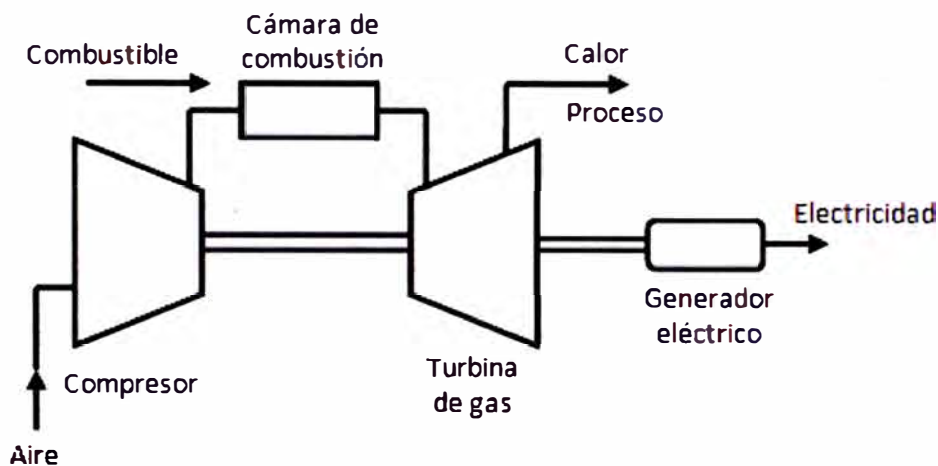 Cámara de
combustión
Combustible
Calor
Proceso
Electricidad
Generador
eléctrico
Turbina
de gas
Compresor
Aire